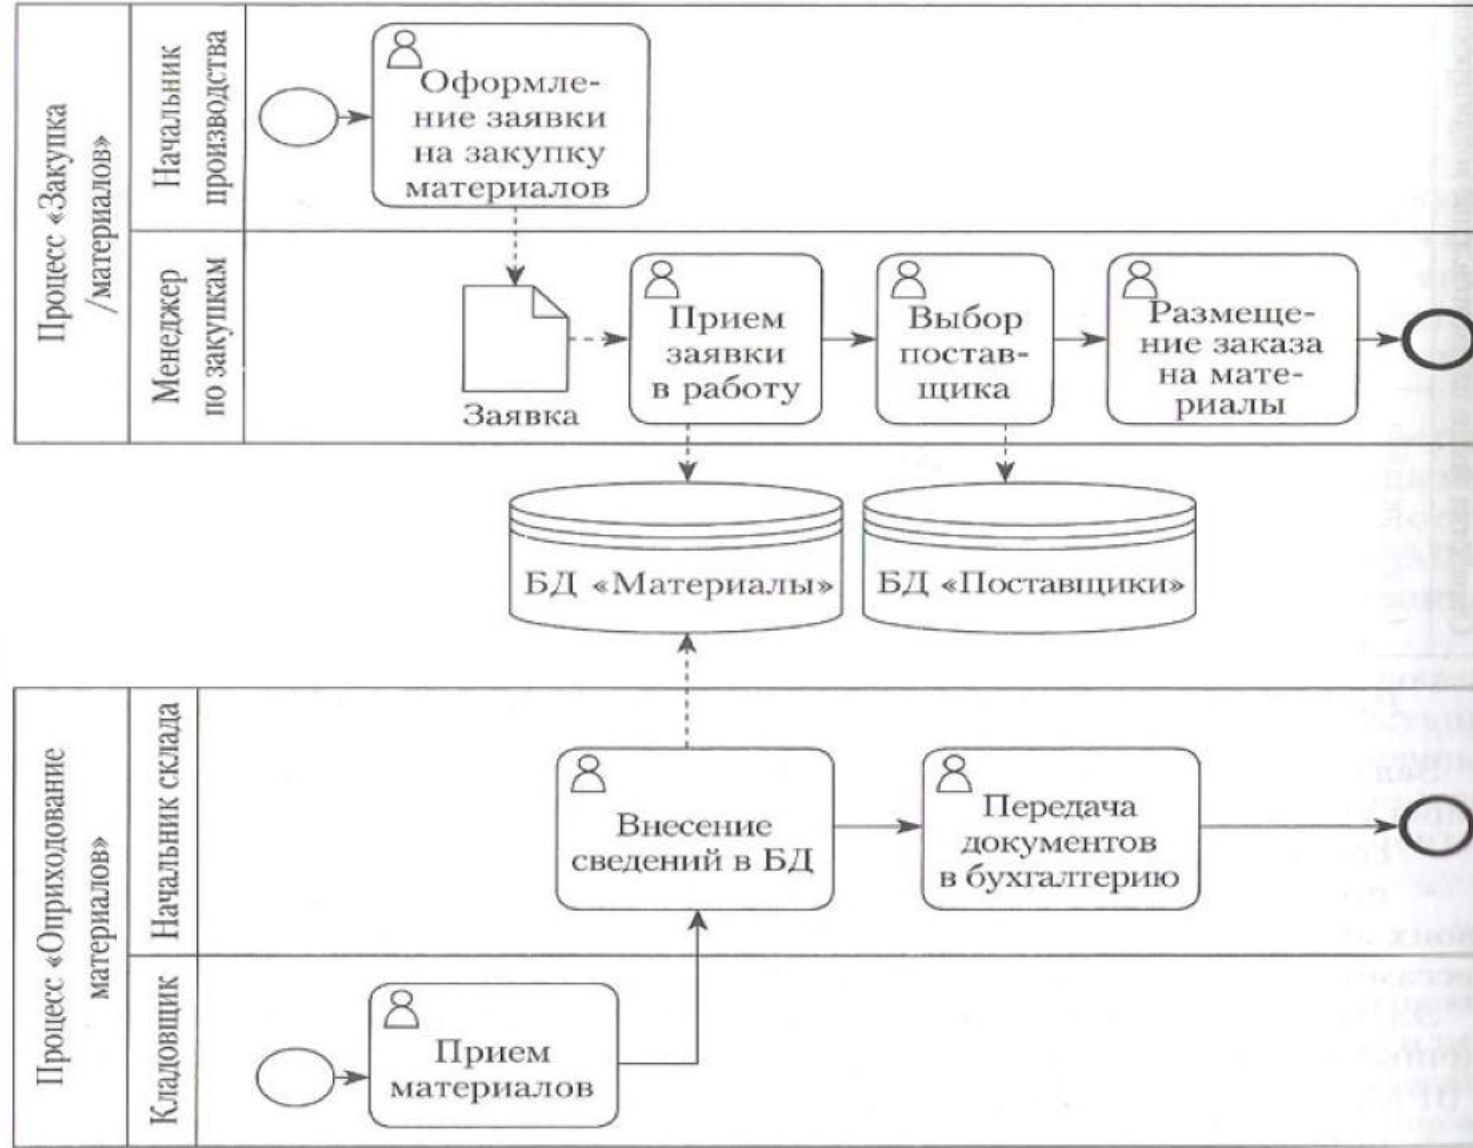 Процесс «Закупка
/материалов»
Начальник
производства
Оформле-
ние заявки
на закупку
материалов
Менеджер
по закупкам
Заявка
Прием
заявки
в работу
Выбор
постав-
щика
Размеще-
ние заказа
на мате-
риалы
БД «Материалы»
БД «Поставщики»
Процесс «Оприходование
материалов»
Начальник склада
Внесение
сведений в БД
Передача
документов
в бухгалтерию
Кладовщик
Прием
материалов